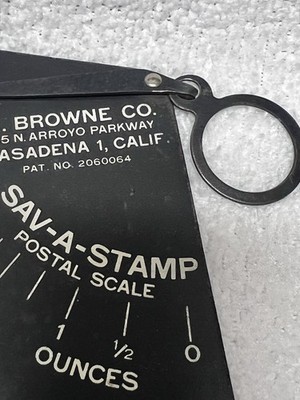 . BROWNE CO.
5 N. ARROYO PARKWAY
ASADENA 1, CALIF.
PAT. NO. 2060064
SAV-A-STAMP
POSTAL SCALE
1
1/2
0
OUNCES